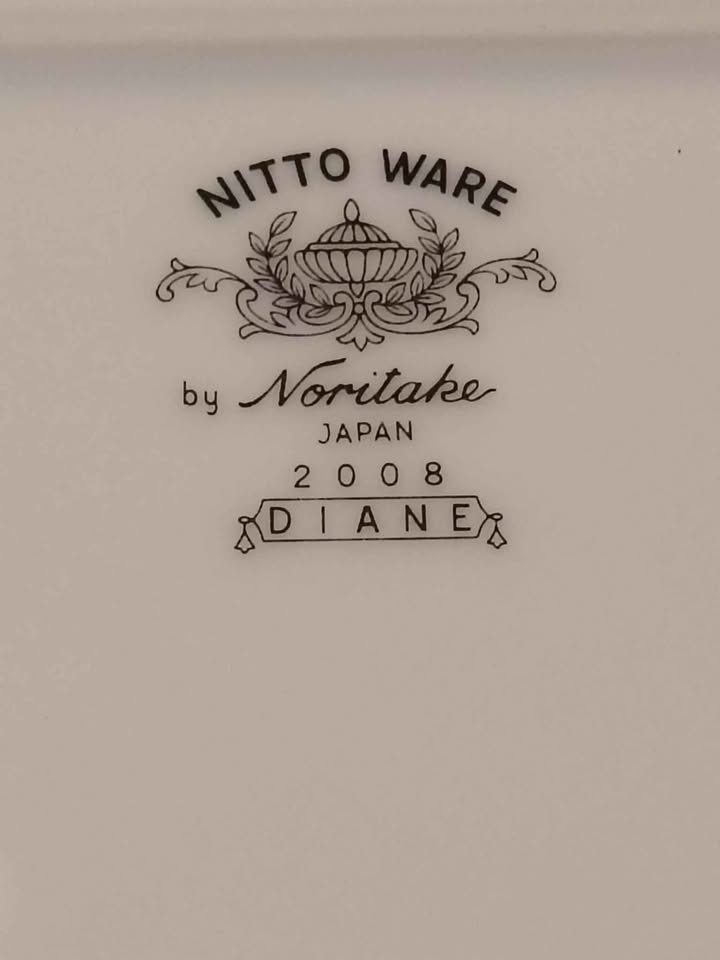 NITTO WARE
by Noritake
JAPAN
2008
DIANE